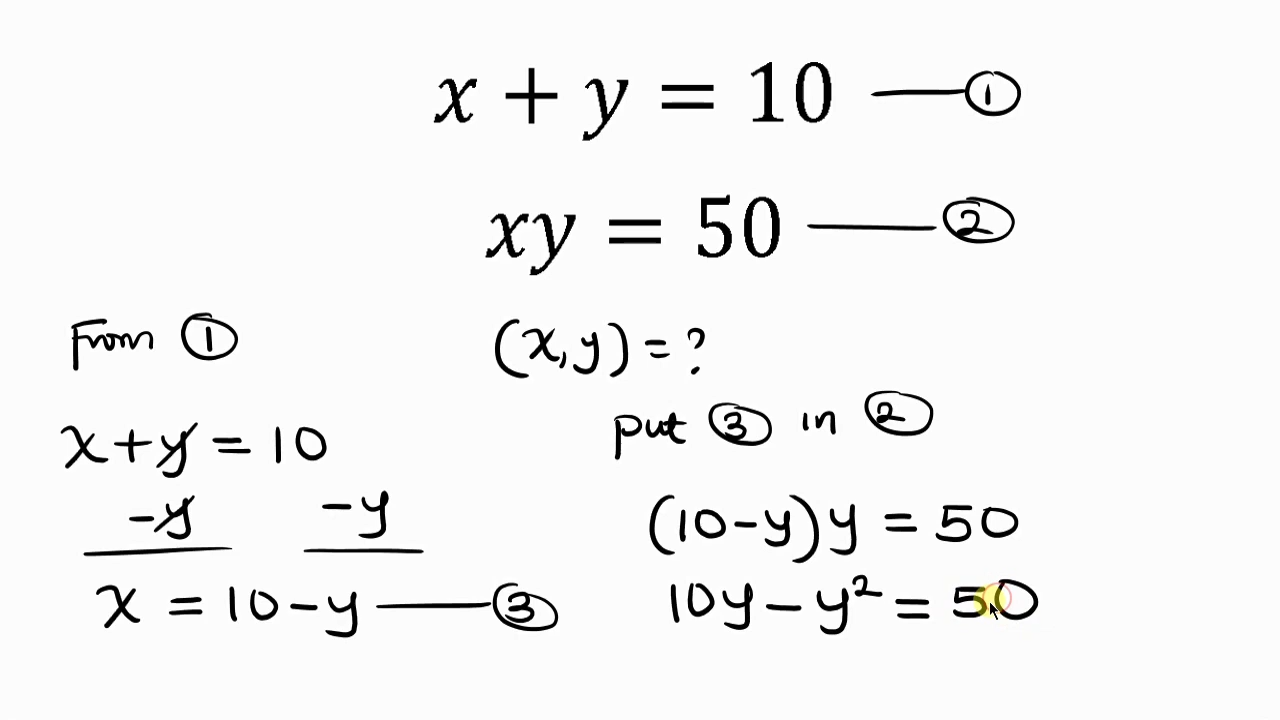 x + y = 10 —— ①
xy = 50 —— ②
From ①
(x,y) = ?
x+y = 10
-y -y
x = 10-y —— ③
put ③ in ②
(10-y)y = 50
10y-y² = 50